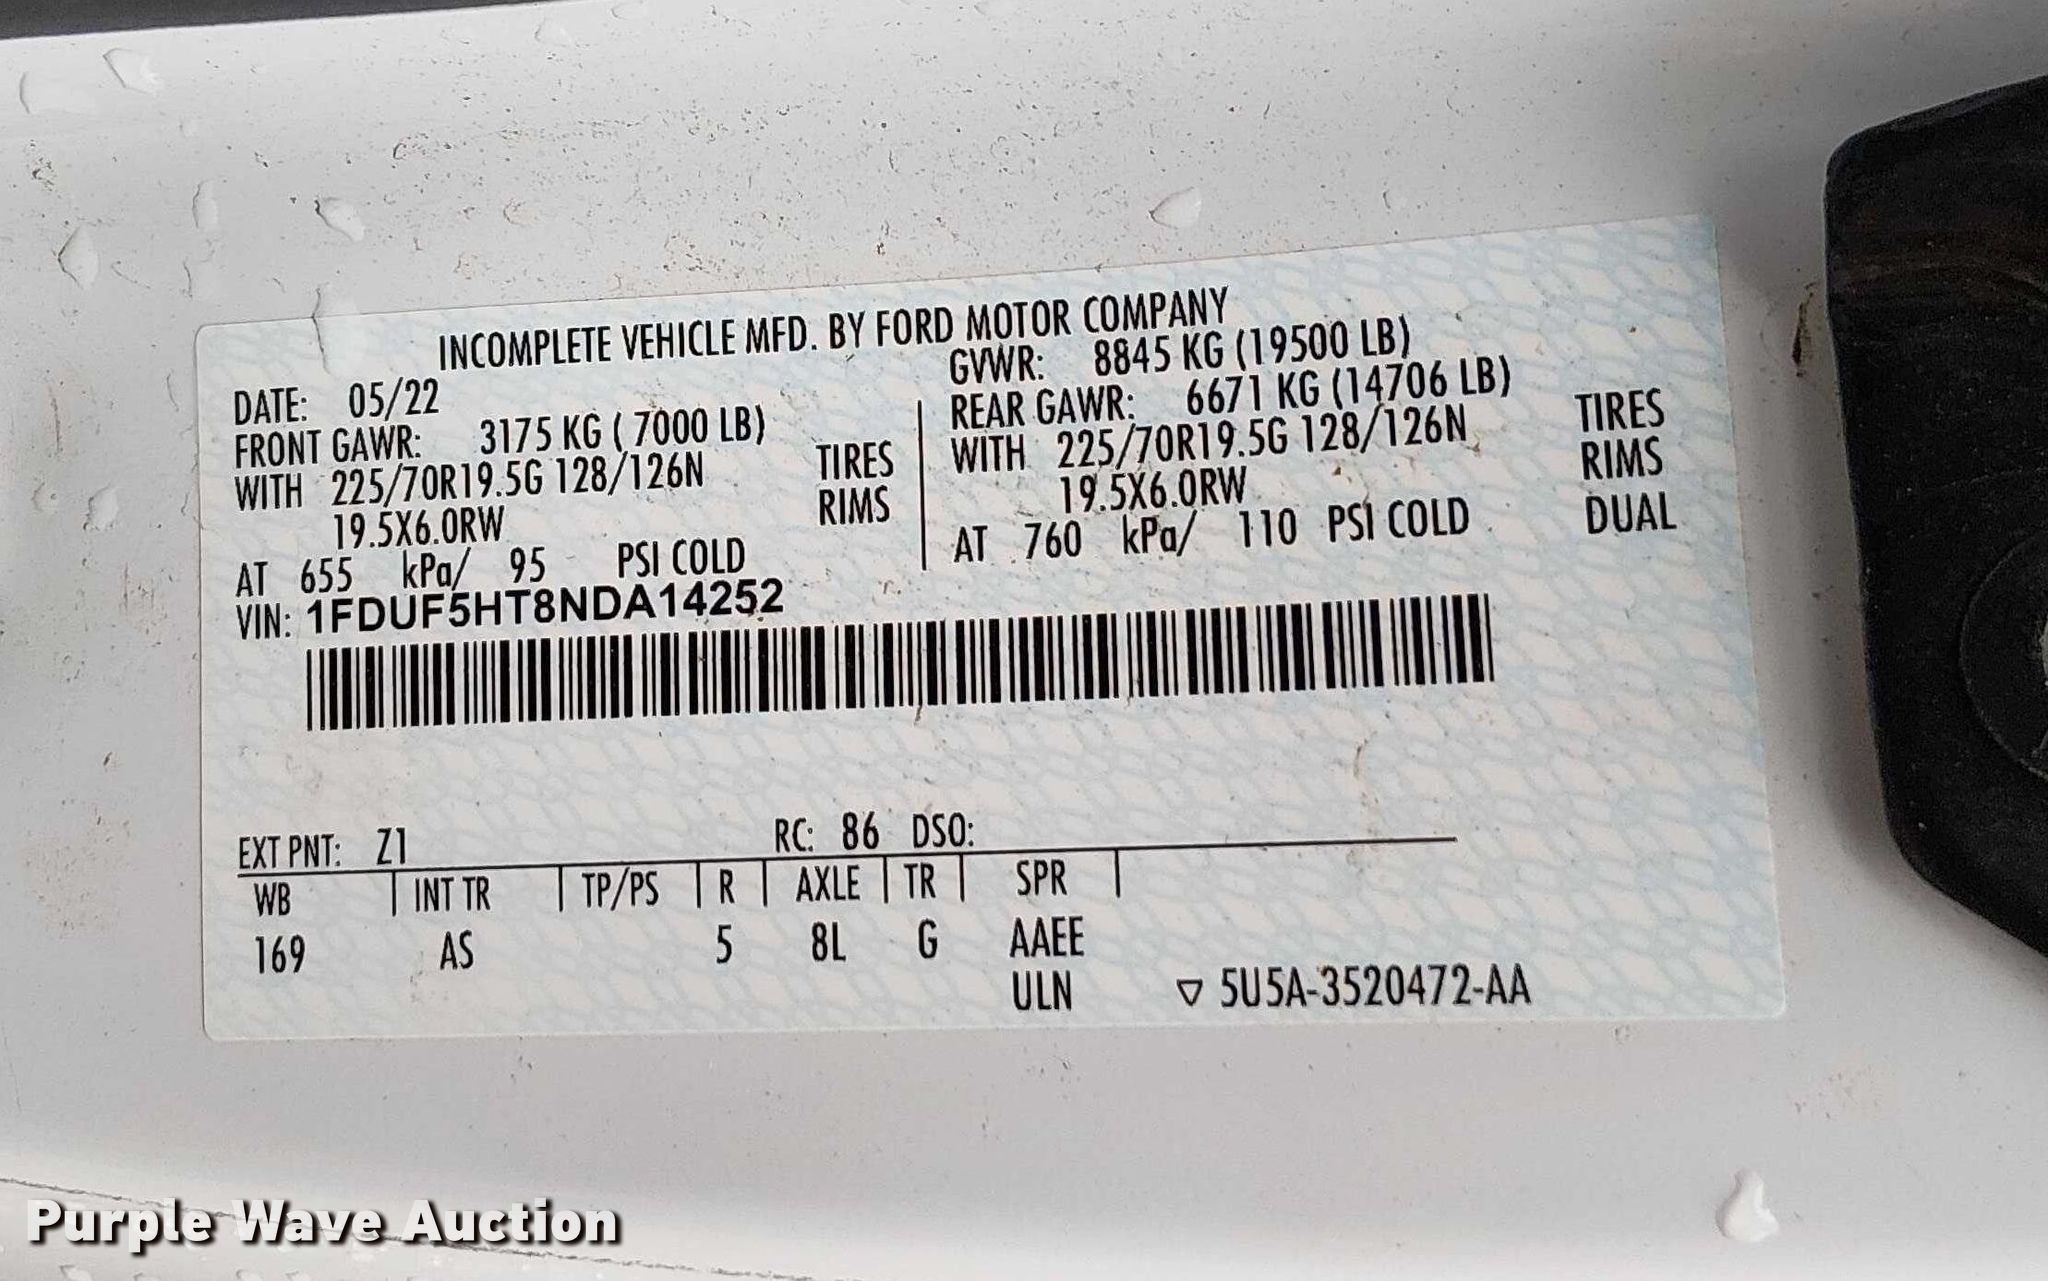 INCOMPLETE VEHICLE MFD. BY FORD MOTOR COMPANY
DATE: 05/22
GVWR: 8845 KG (19500 LB)
FRONT GAWR: 3175 KG ( 7000 LB)
WITH 225/70R19.5G 128/126N TIRES
19.5X6.0RW RIMS
AT 655 kPa/ 95 PSI COLD
REAR GAWR: 6671 KG (14706 LB)
WITH 225/70R19.5G 128/126N TIRES
19.5X6.0RW RIMS
AT 760 kPa/ 110 PSI COLD DUAL
VIN: 1FDUF5HT8NDA14252
EXT PNT: Z1 RC: 86 DSO:
WB INT TR TP/PS R AXLE TR SPR
169 AS 5 8L G AAEE
ULN ▽ 5U5A-3520472-AA
Purple Wave Auction